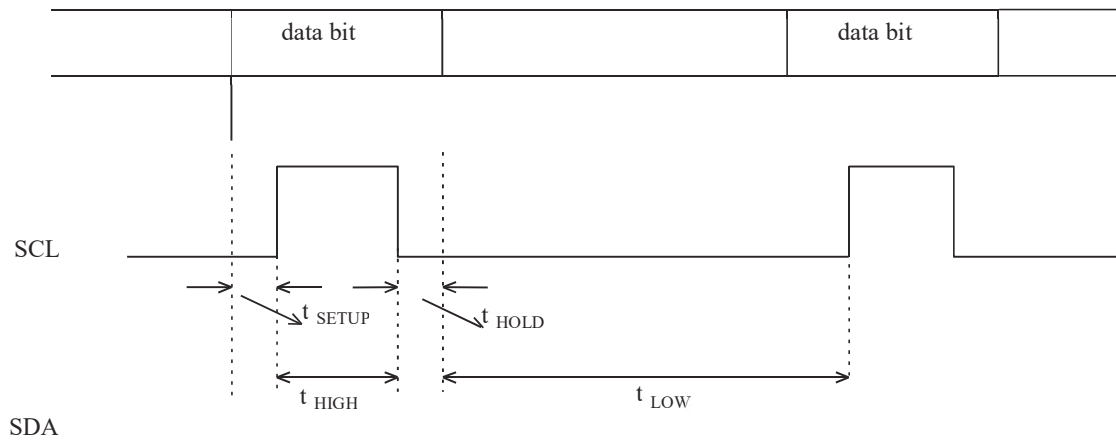 data bit data bit
SCL
t SETUP t HOLD
t HIGH t LOW
SDA